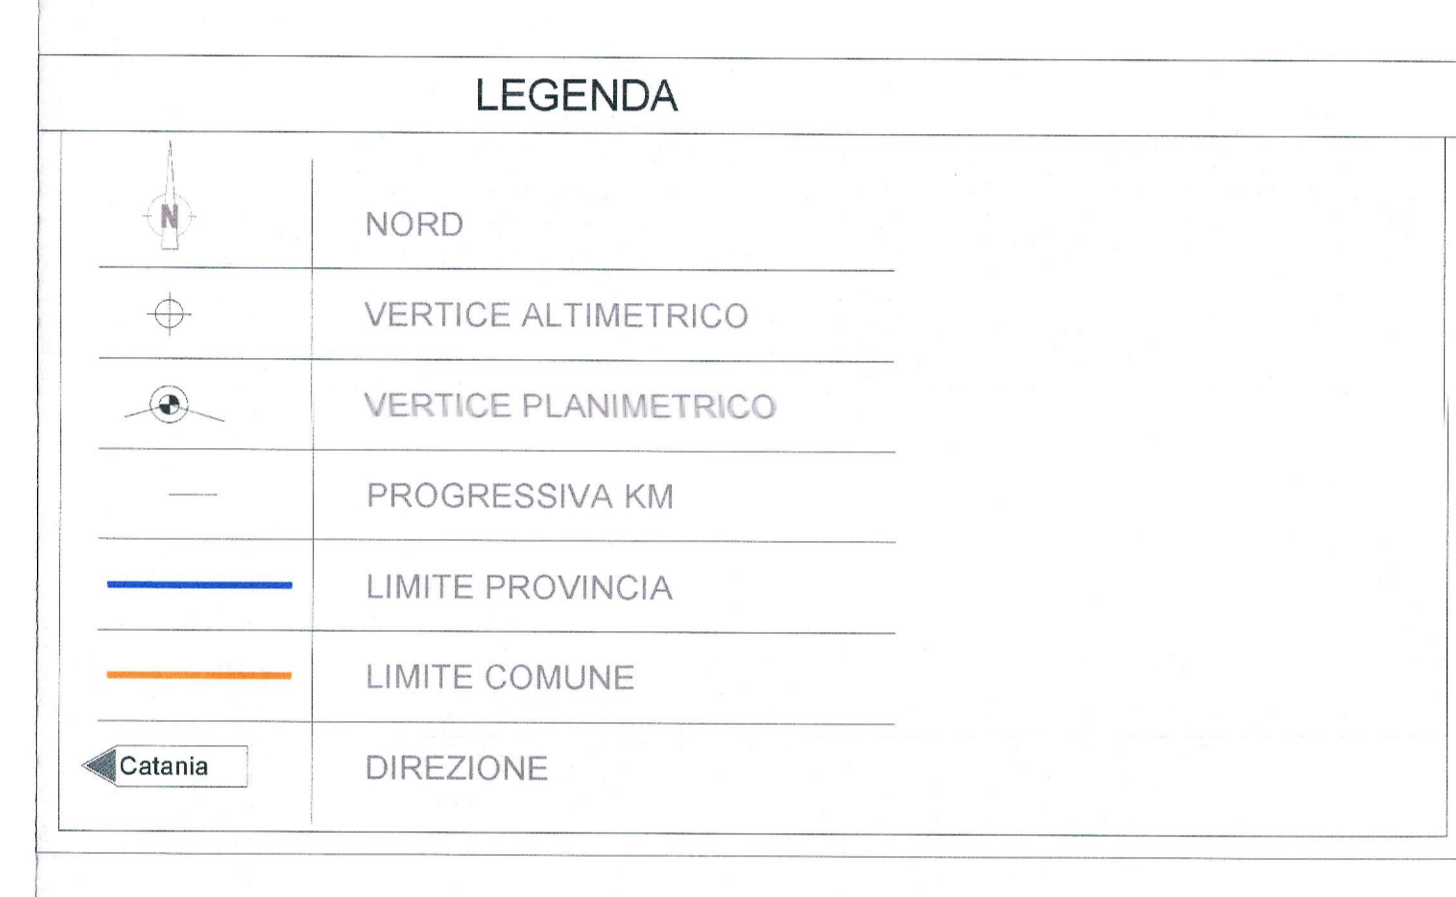 LEGENDA
N NORD
VERTICE ALTIMETRICO
VERTICE PLANIMETRICO
PROGRESSIVA KM
LIMITE PROVINCIA
LIMITE COMUNE
Catania DIREZIONE